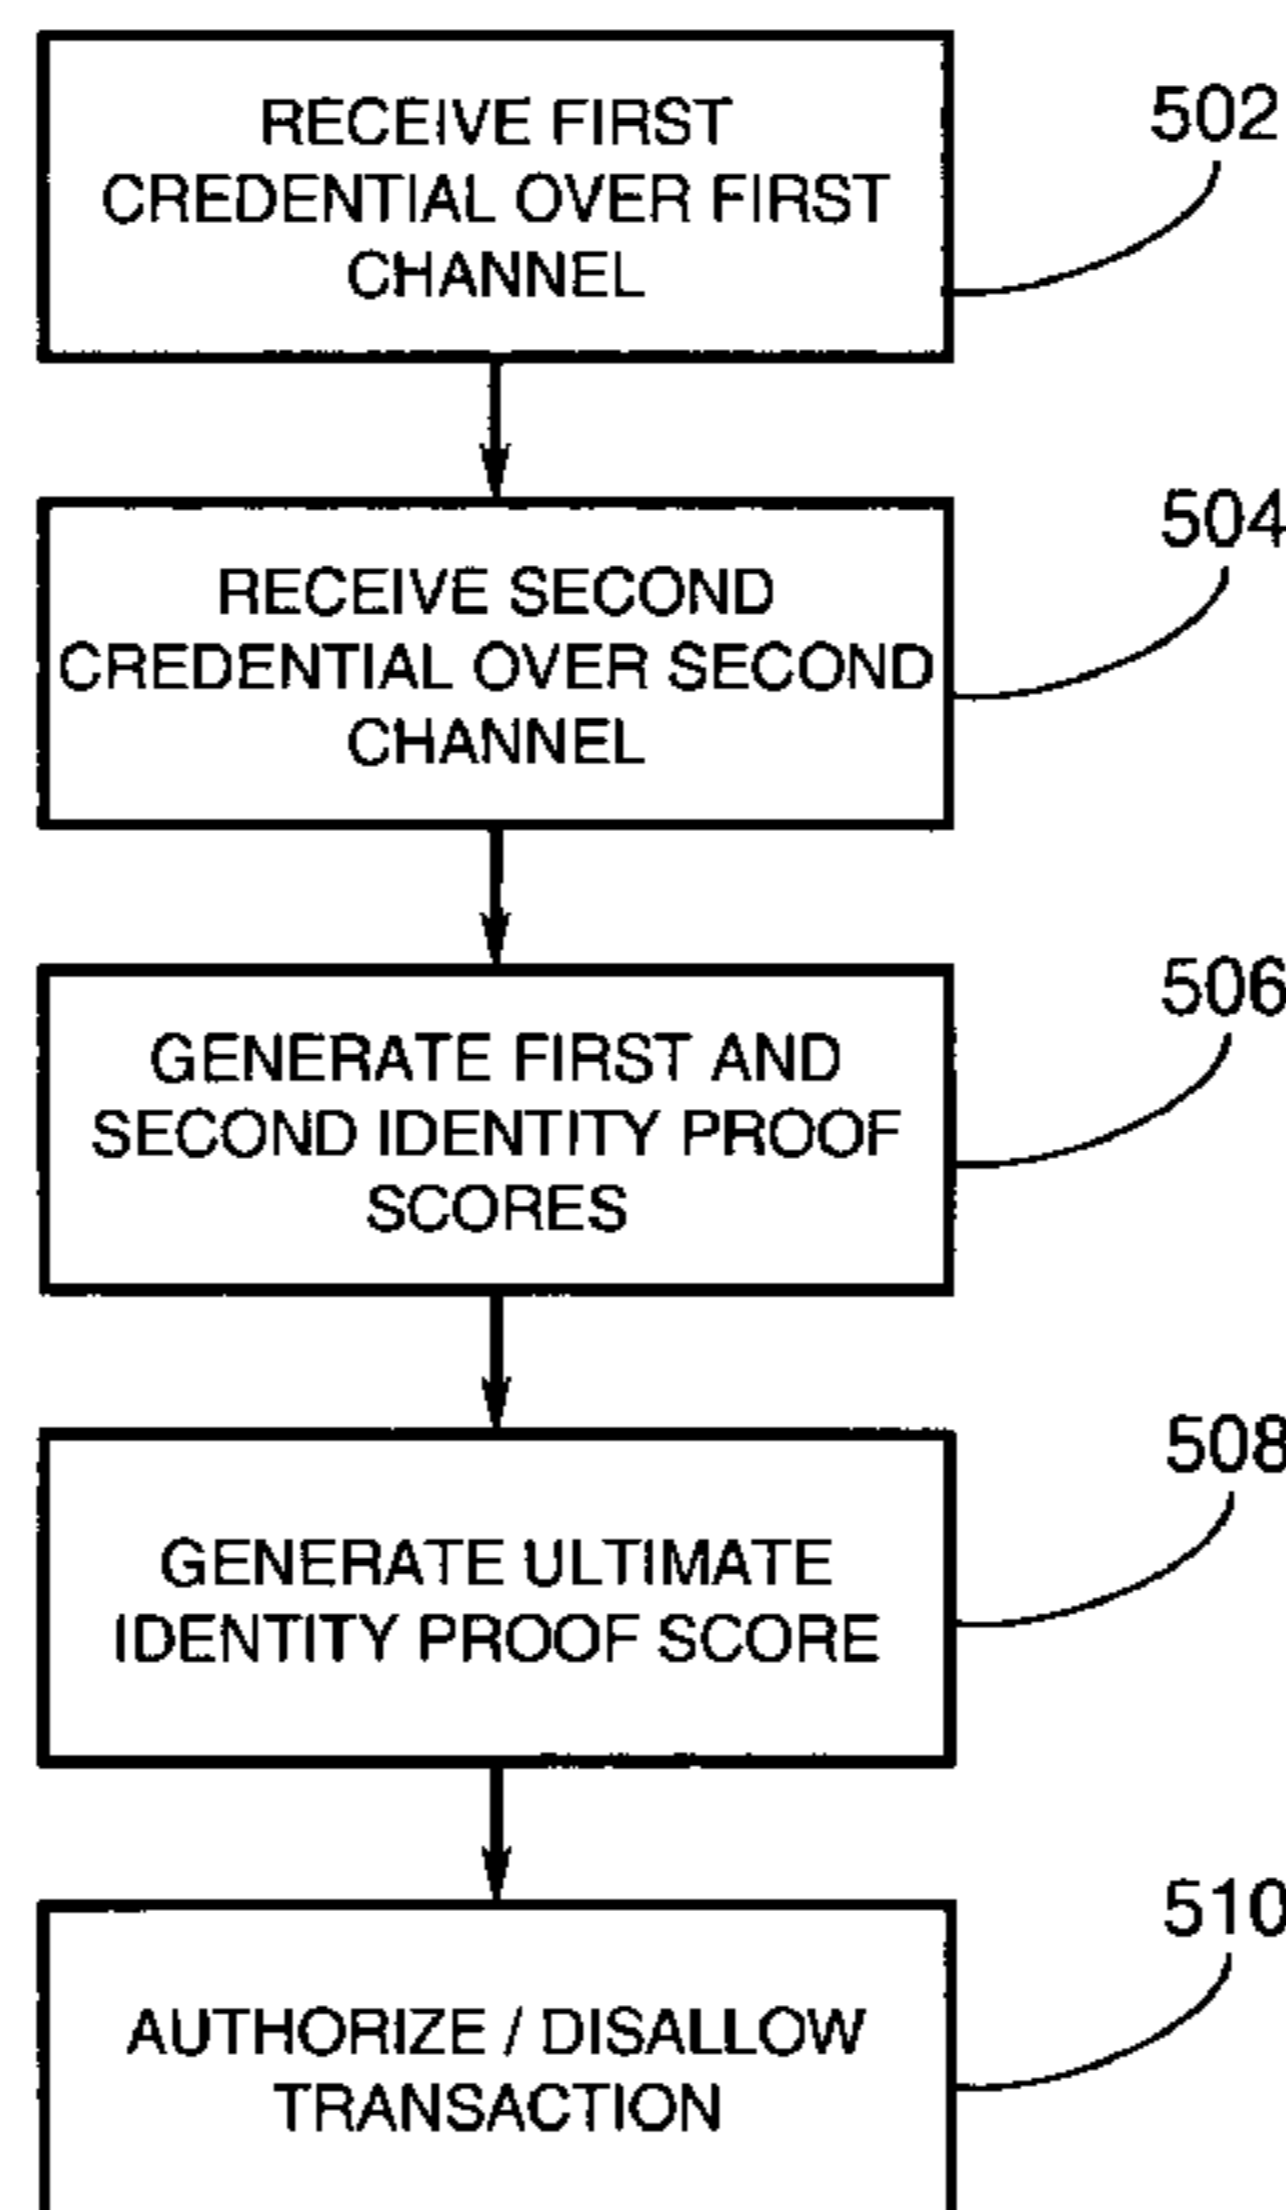 RECEIVE FIRST
CREDENTIAL OVER FIRST
CHANNEL
502
RECEIVE SECOND
CREDENTIAL OVER SECOND
CHANNEL
504
GENERATE FIRST AND
SECOND IDENTITY PROOF
SCORES
506
GENERATE ULTIMATE
IDENTITY PROOF SCORE
508
AUTHORIZE / DISALLOW
TRANSACTION
510